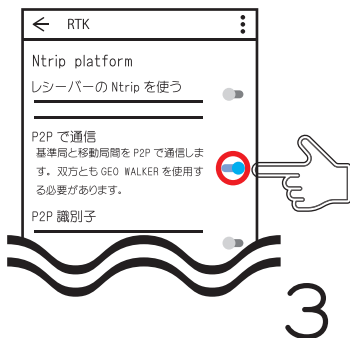 RTK
Ntrip platform
レシーバーの Ntrip を使う
P2P で通信
基準局と移動局間を P2P で通信しま
す。双方とも GEO WALKER を使用す
る必要があります。
P2P 識別子
3